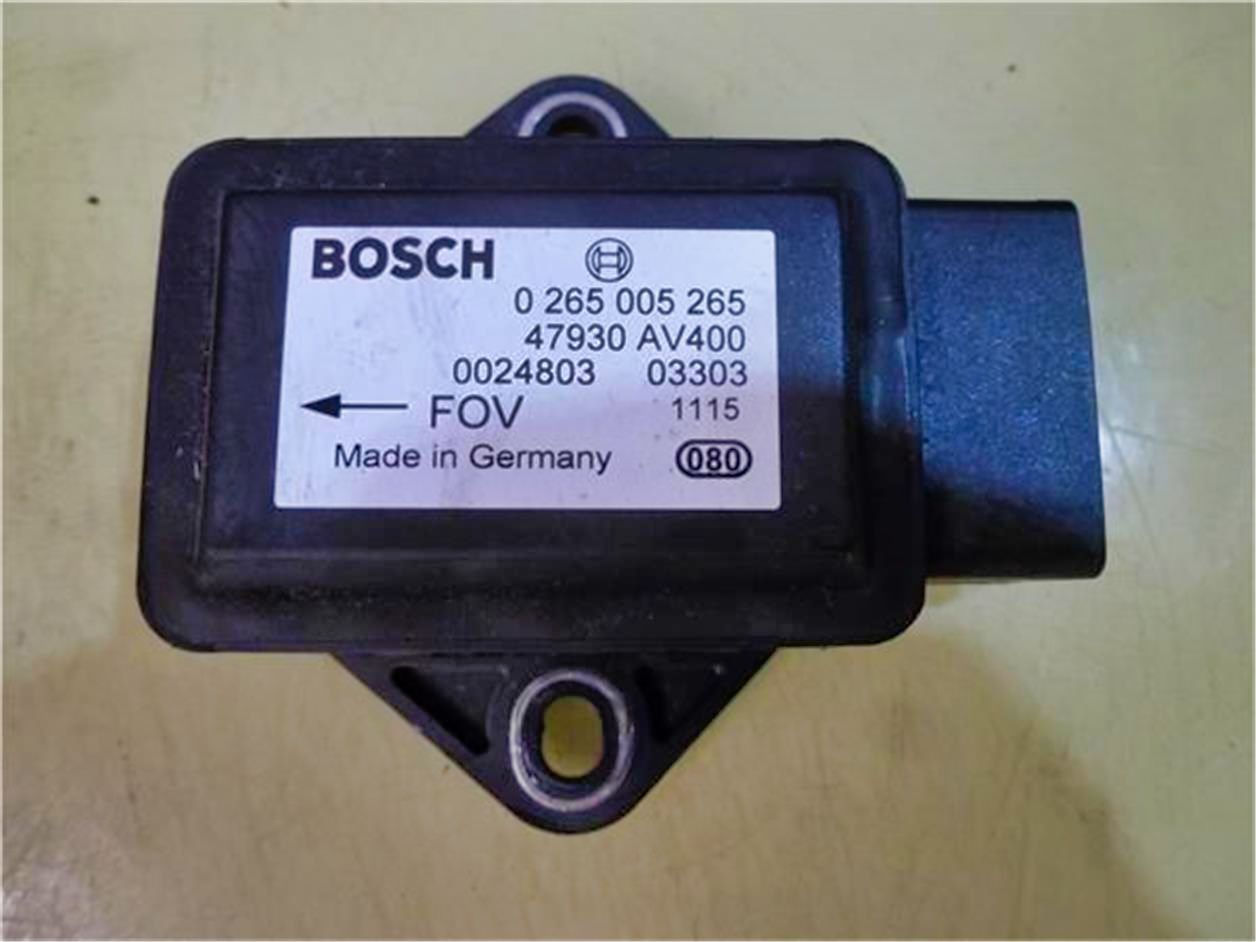 BOSCH
0 265 005 265
47930 AV400
0024803 03303
FOV 1115
Made in Germany 080